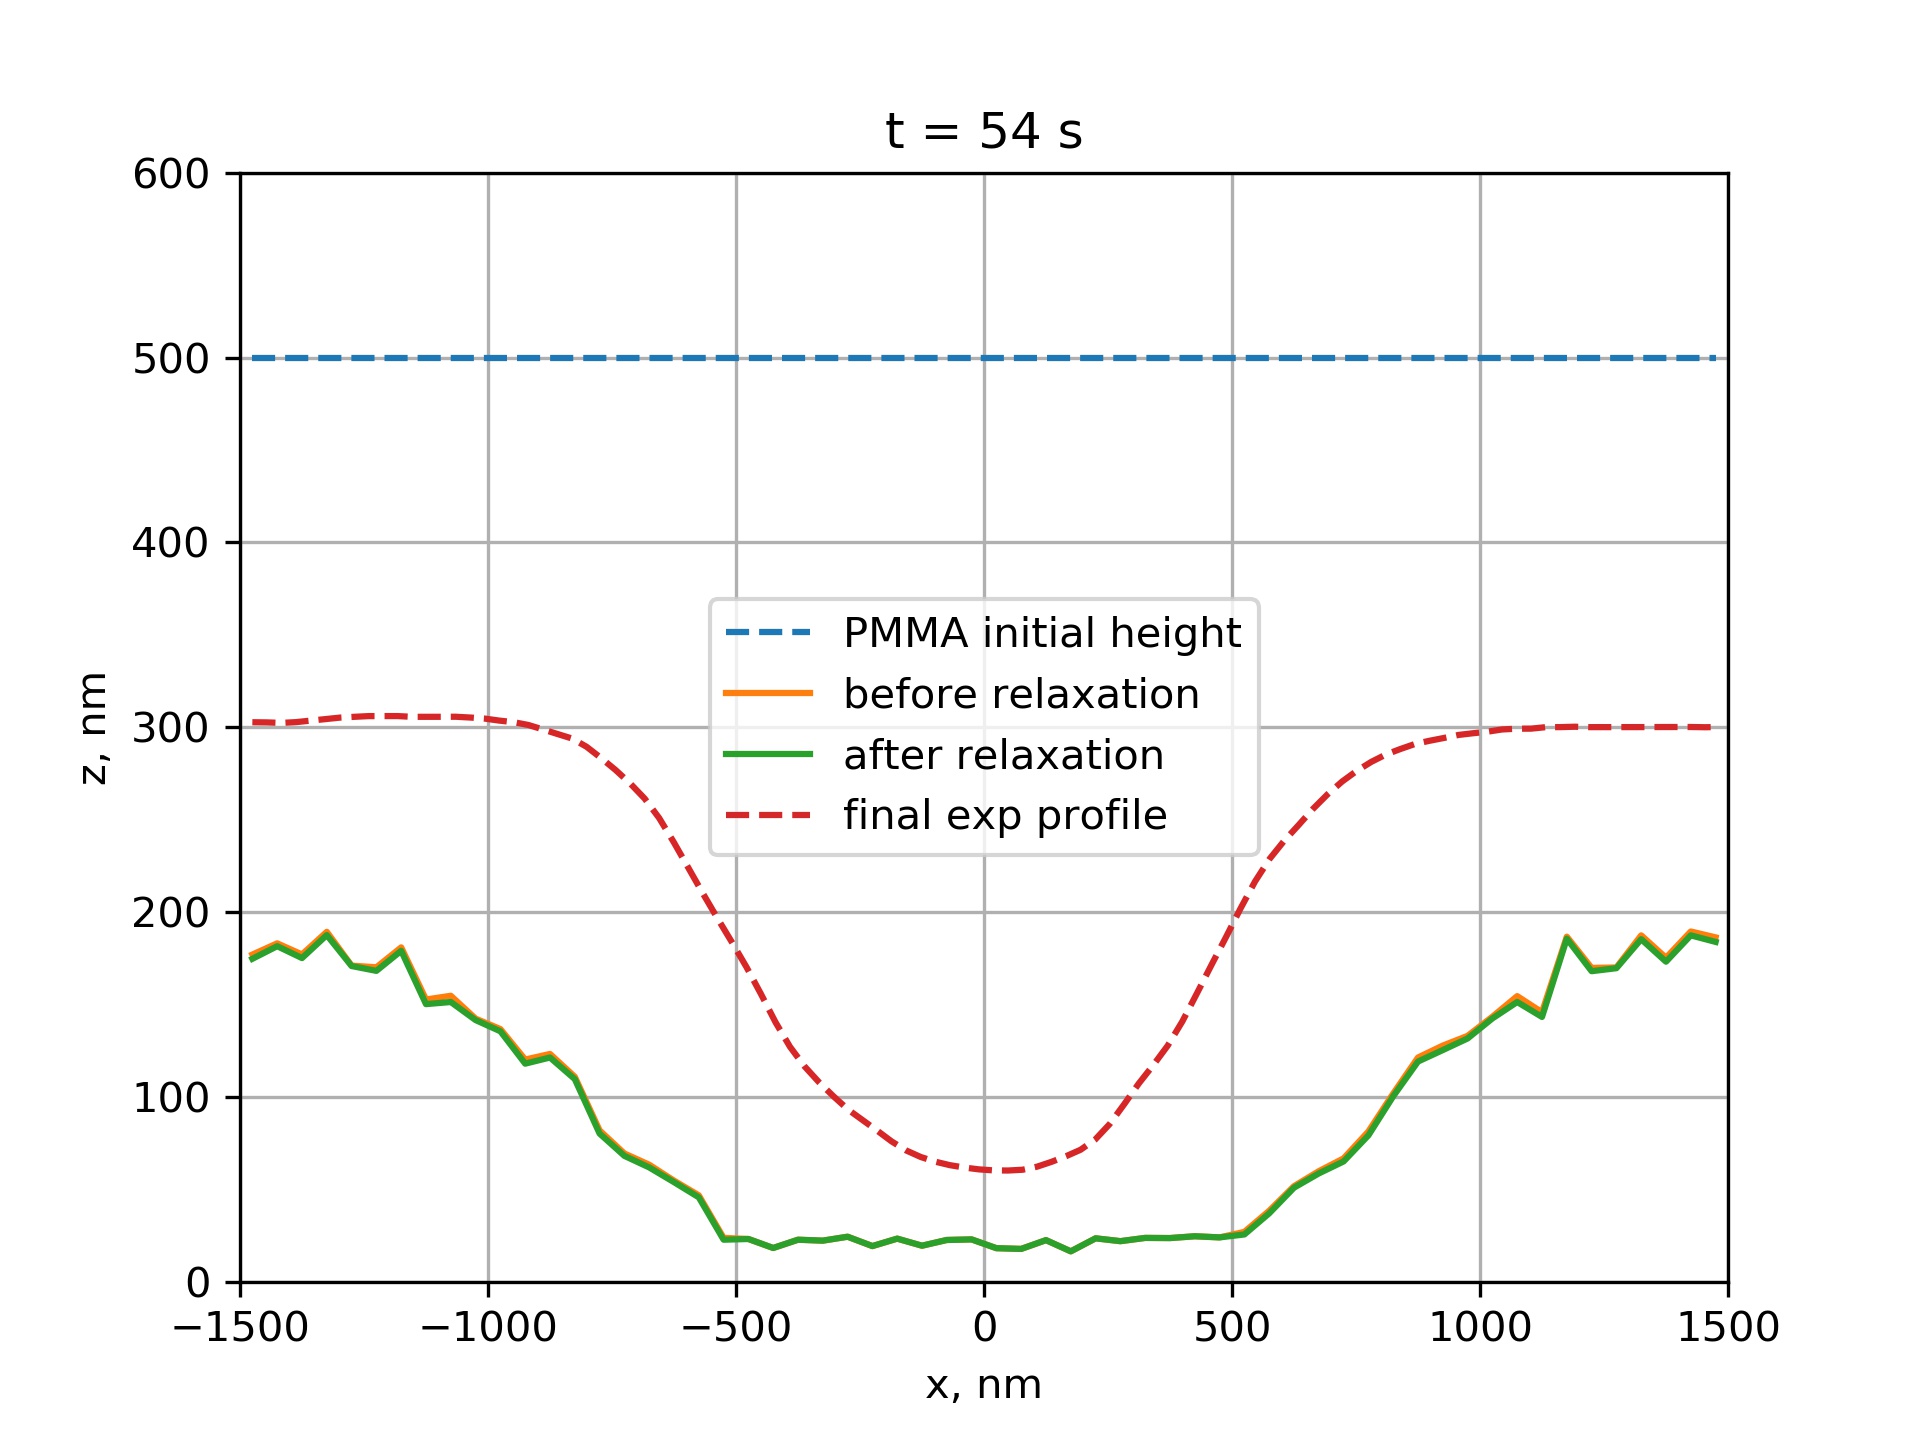 t = 54 s
600
500
400
300
200
100
0
z, nm
PMMA initial height
before relaxation
after relaxation
final exp profile
−1500 −1000 −500 0 500 1000 1500
x, nm